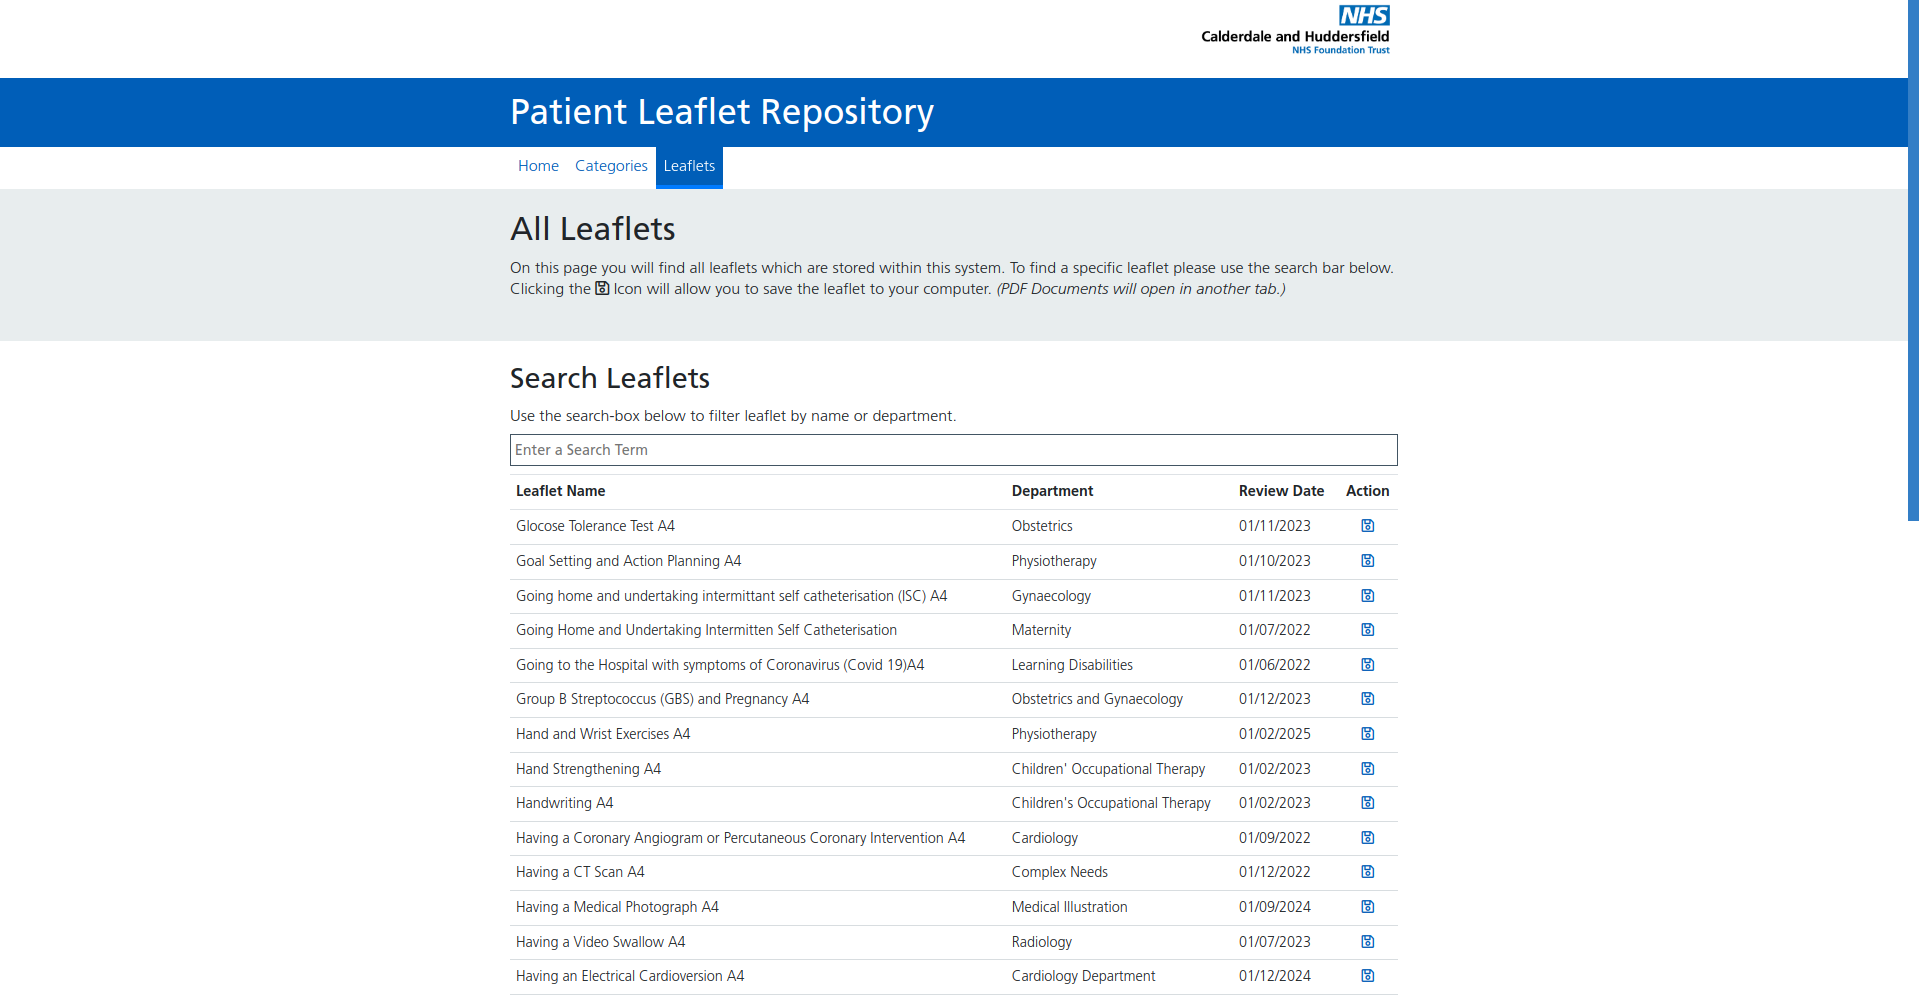 NHS
Calderdale and Huddersfield
NHS Foundation Trust
Patient Leaflet Repository
Home Categories Leaflets
All Leaflets
On this page you will find all leaflets which are stored within this system. To find a specific leaflet please use the search bar below.
Clicking the Icon will allow you to save the leaflet to your computer. (PDF Documents will open in another tab.)
Search Leaflets
Use the search-box below to filter leaflet by name or department.
Enter a Search Term
Leaflet Name Department Review Date Action
Glocose Tolerance Test A4 Obstetrics 01/11/2023
Goal Setting and Action Planning A4 Physiotherapy 01/10/2023
Going home and undertaking intermittant self catheterisation (ISC) A4 Gynaecology 01/11/2023
Going Home and Undertaking Intermitten Self Catheterisation Maternity 01/07/2022
Going to the Hospital with symptoms of Coronavirus (Covid 19)A4 Learning Disabilities 01/06/2022
Group B Streptococcus (GBS) and Pregnancy A4 Obstetrics and Gynaecology 01/12/2023
Hand and Wrist Exercises A4 Physiotherapy 01/02/2025
Hand Strengthening A4 Children' Occupational Therapy 01/02/2023
Handwriting A4 Children's Occupational Therapy 01/02/2023
Having a Coronary Angiogram or Percutaneous Coronary Intervention A4 Cardiology 01/09/2022
Having a CT Scan A4 Complex Needs 01/12/2022
Having a Medical Photograph A4 Medical Illustration 01/09/2024
Having a Video Swallow A4 Radiology 01/07/2023
Having an Electrical Cardioversion A4 Cardiology Department 01/12/2024